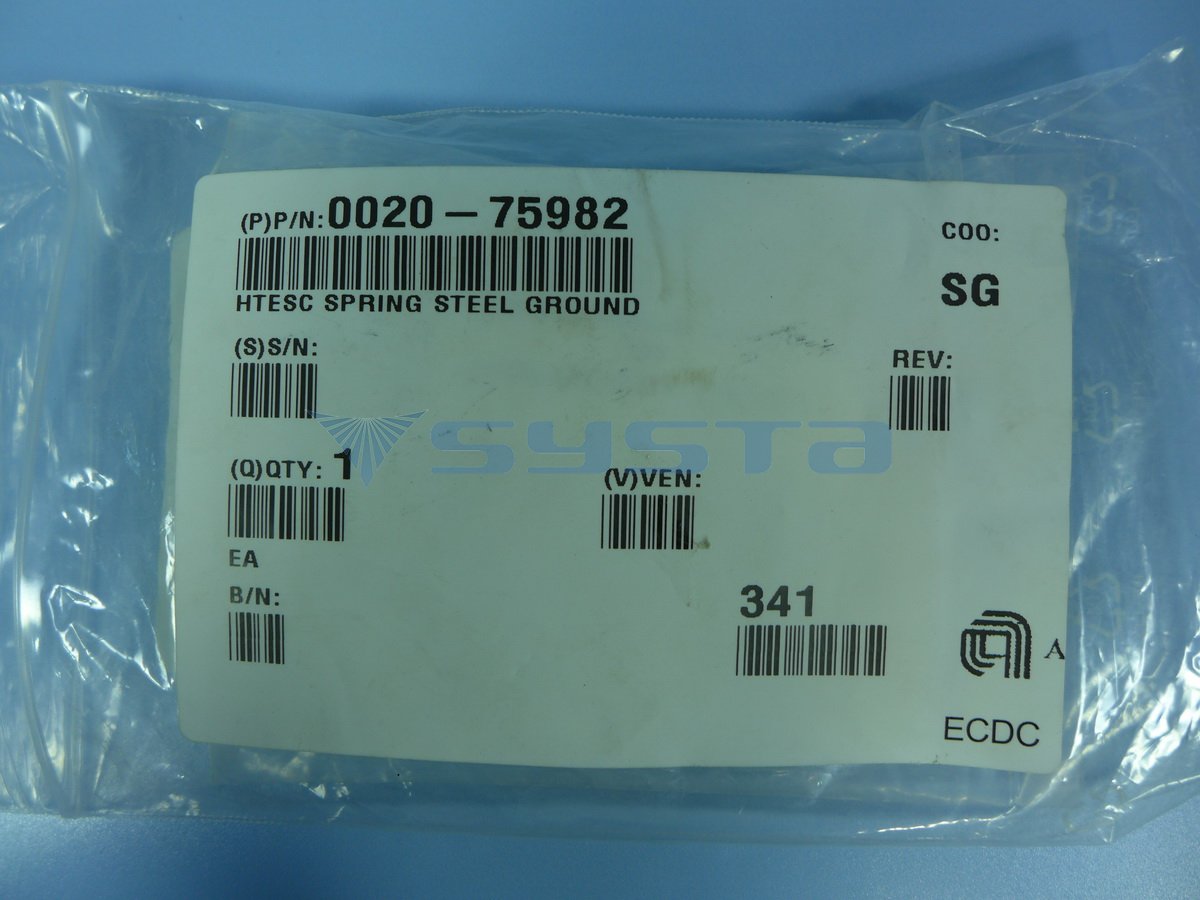 (P)P/N: 0020-75982
COO:
HTESC SPRING STEEL GROUND
SG
(S)S/N:
REV:
systa
(Q)QTY: 1
(V)VEN:
EA
B/N:
341
A
ECDC